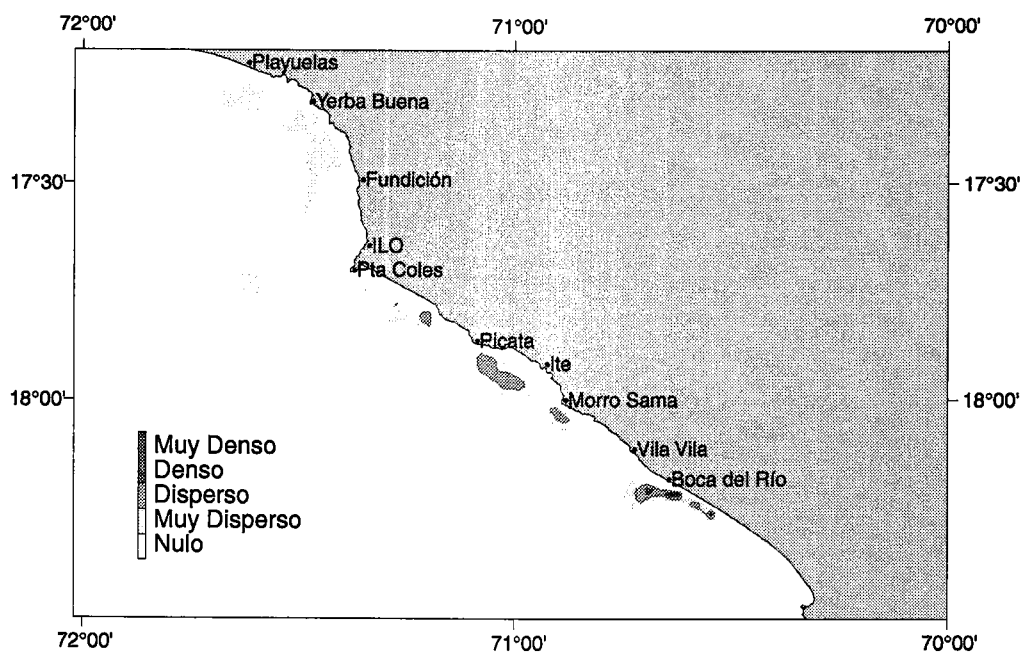 72°00'
71°00'
70°00'
Playuelas
Yerba Buena
17°30'
Fundición
17°30'
ILO
Pta Coles
Picata
Ite
18°00'
Morro Sama
18°00'
Vila Vila
Boca del Río
Muy Denso
Denso
Disperso
Muy Disperso
Nulo
72°00'
71°00'
70°00'